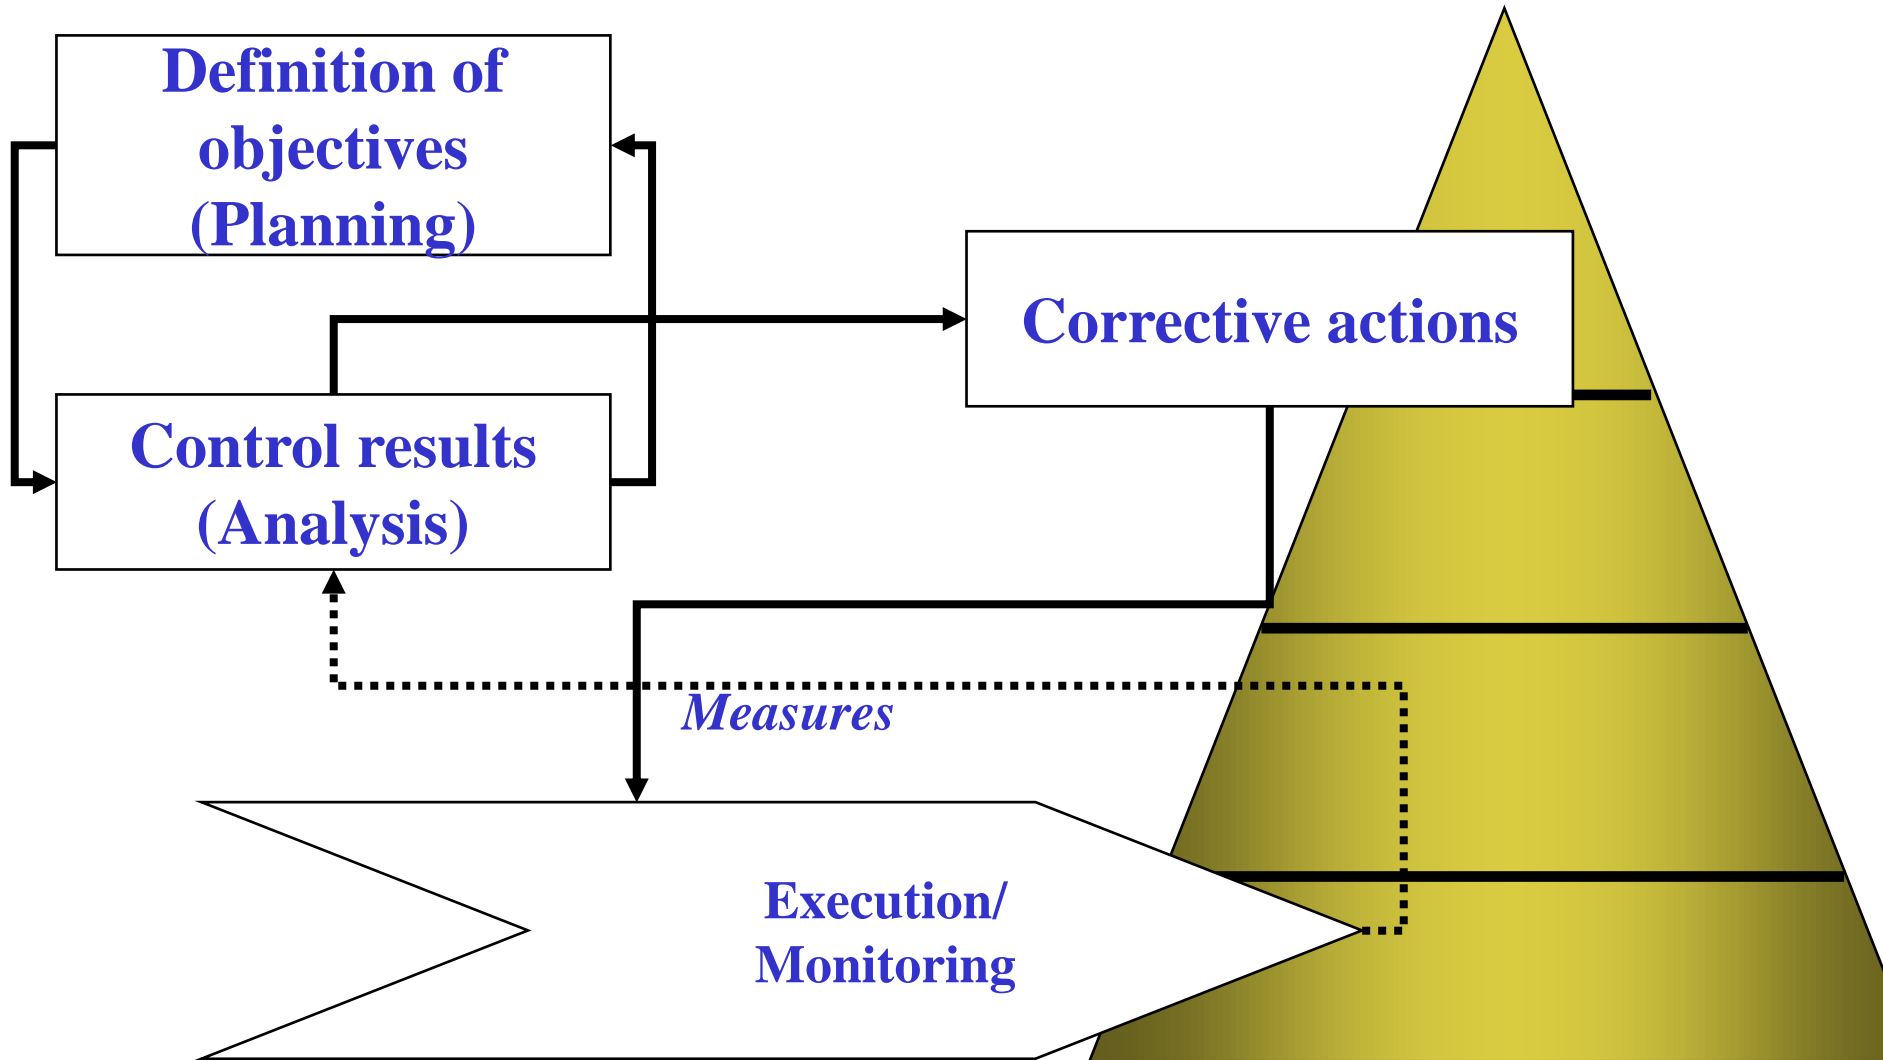 Definition of
objectives
(Planning)
Corrective actions
Control results
(Analysis)
Measures
Execution/
Monitoring